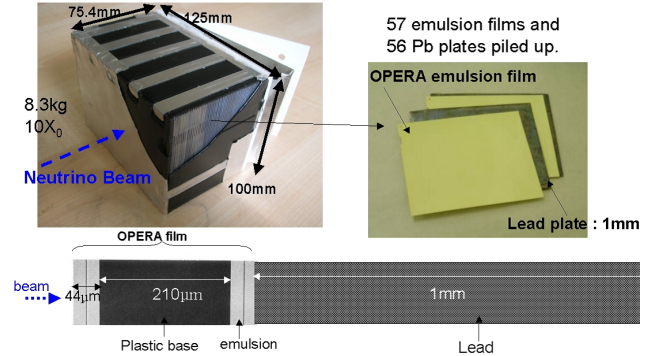 75.4mm
125mm
57 emulsion films and
56 Pb plates piled up.
OPERA emulsion film
8.3kg
10X₀
Neutrino Beam
100mm
Lead plate : 1mm
OPERA film
beam
44µm
210µm
1mm
Plastic base
emulsion
Lead